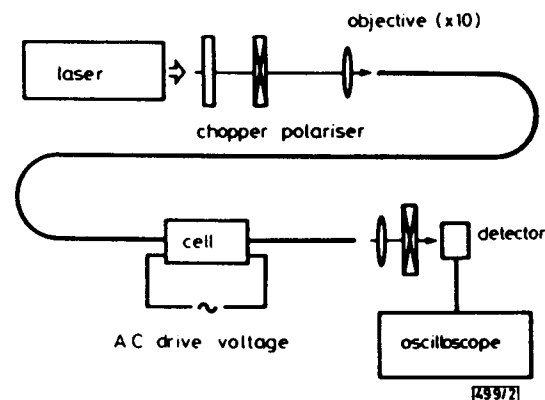 objective (x10)
laser
chopper polariser
cell
detector
AC drive voltage
oscilloscope
499/2